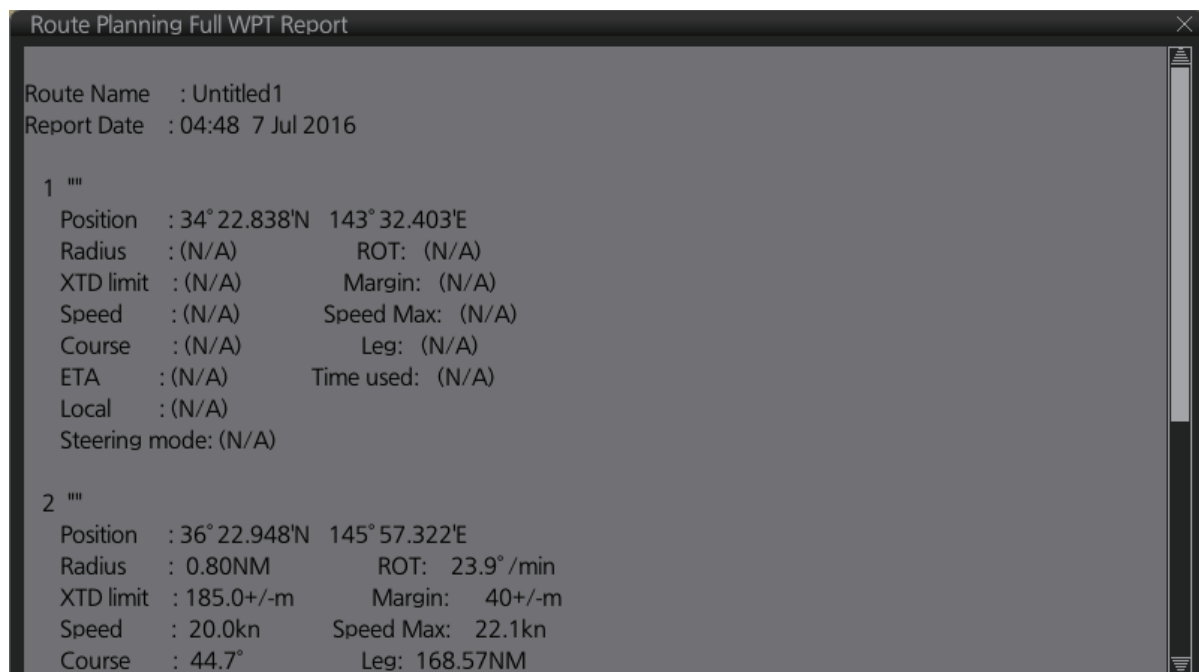 Route Planning Full WPT Report
Route Name : Untitled1
Report Date : 04:48 7 Jul 2016
1 ""
Position : 34°22.838'N 143°32.403'E
Radius : (N/A) ROT: (N/A)
XTD limit : (N/A) Margin: (N/A)
Speed : (N/A) Speed Max: (N/A)
Course : (N/A) Leg: (N/A)
ETA : (N/A) Time used: (N/A)
Local : (N/A)
Steering mode: (N/A)
2 ""
Position : 36°22.948'N 145°57.322'E
Radius : 0.80NM ROT: 23.9°/min
XTD limit : 185.0+/-m Margin: 40+/-m
Speed : 20.0kn Speed Max: 22.1kn
Course : 44.7° Leg: 168.57NM